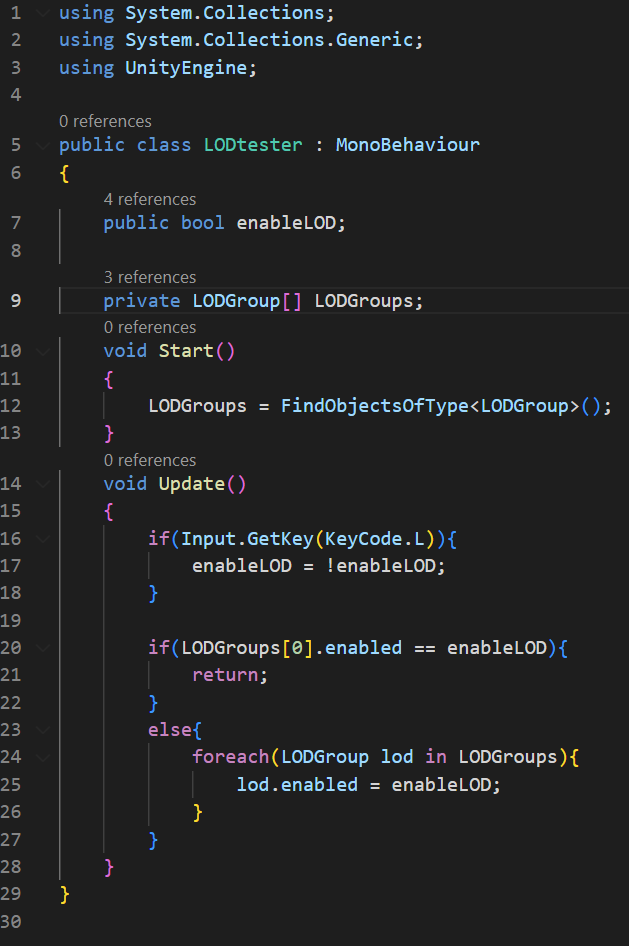 1 using System.Collections;
2 using System.Collections.Generic;
3 using UnityEngine;
4
0 references
5 public class LODtester : MonoBehaviour
6 {
4 references
7 public bool enableLOD;
8
3 references
9 private LODGroup[] LODGroups;
0 references
10 void Start()
11 {
12 LODGroups = FindObjectsOfType<LODGroup>();
13 }
0 references
14 void Update()
15 {
16 if(Input.GetKey(KeyCode.L)){
17 enableLOD = !enableLOD;
18 }
19
20 if(LODGroups[0].enabled == enableLOD){
21 return;
22 }
23 else{
24 foreach(LODGroup lod in LODGroups){
25 lod.enabled = enableLOD;
26 }
27 }
28 }
29 }
30